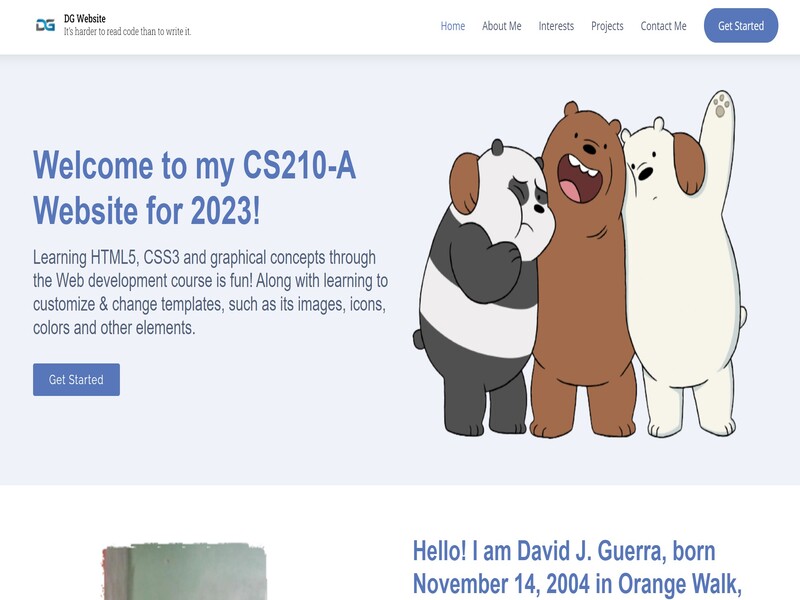 DG
DG Website
It's harder to read code than to write it.
Home About Me Interests Projects Contact Me Get Started
Welcome to my CS210-A
Website for 2023!
Learning HTML5, CSS3 and graphical concepts through
the Web development course is fun! Along with learning to
customize & change templates, such as its images, icons,
colors and other elements.
Get Started
Hello! I am David J. Guerra, born
November 14, 2004 in Orange Walk,